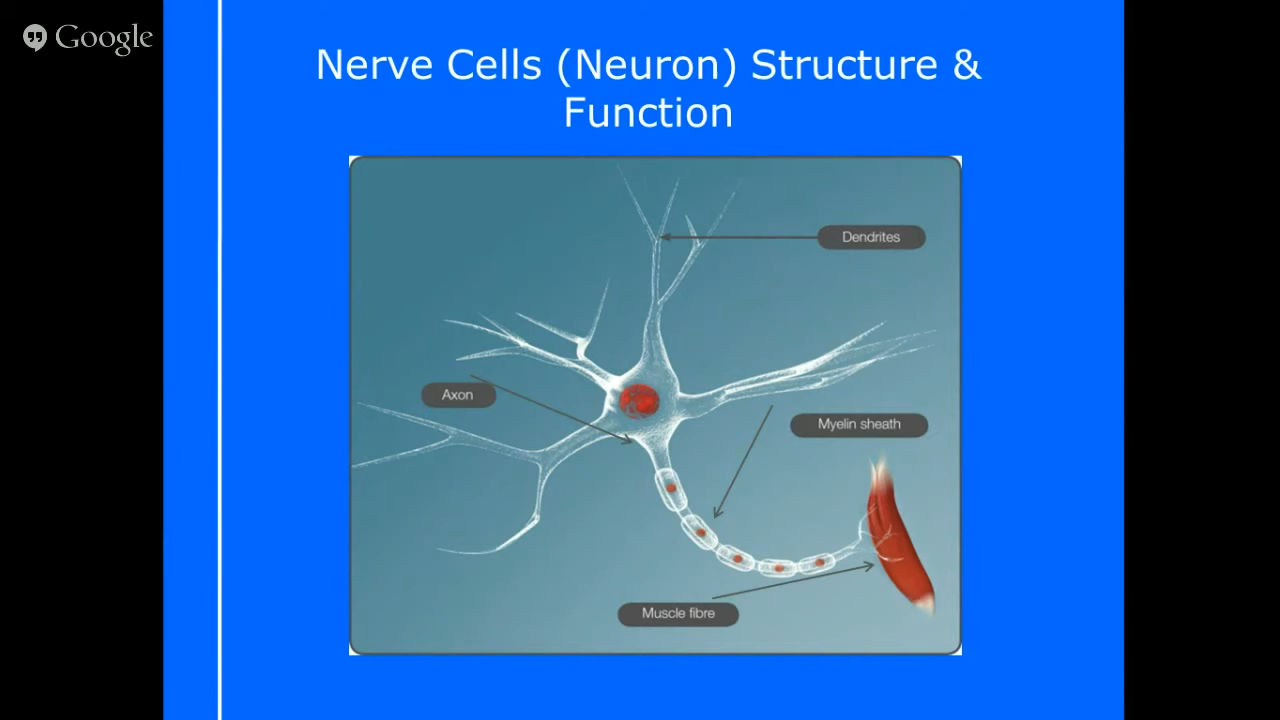 Google
Nerve Cells (Neuron) Structure &
Function
Dendrites
Axon
Myelin sheath
Muscle fibre